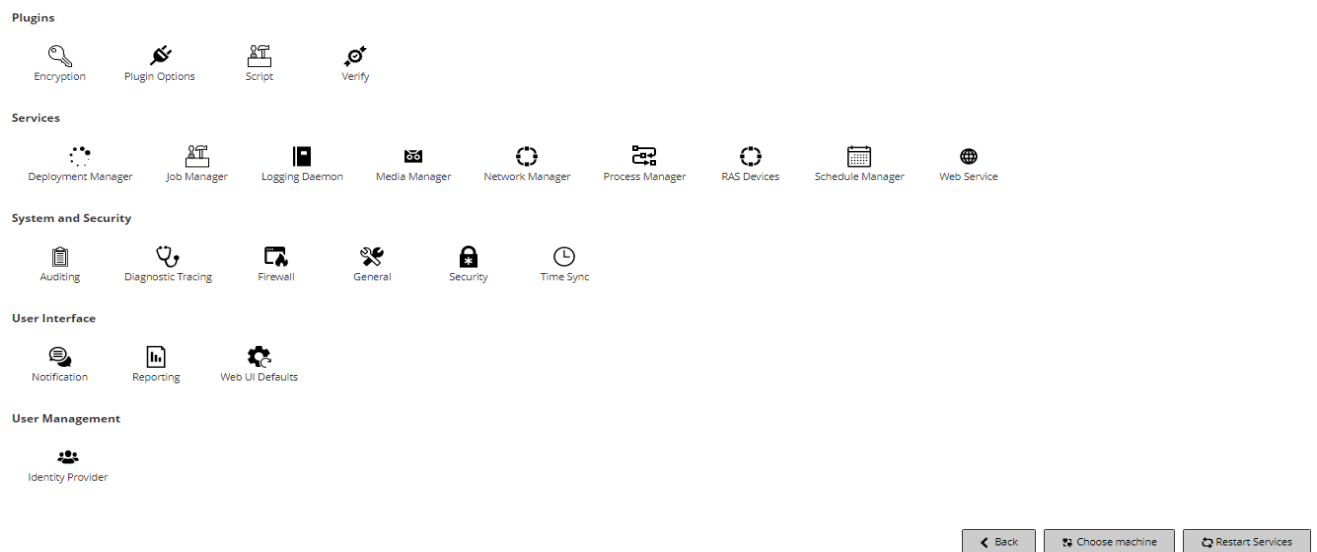 Plugins
Encryption Plugin Options Script Verify
Services
Deployment Manager Job Manager Logging Daemon Media Manager Network Manager Process Manager RAS Devices Schedule Manager Web Service
System and Security
Auditing Diagnostic Tracing Firewall General Security Time Sync
User Interface
Notification Reporting Web UI Defaults
User Management
Identity Provider
Back Choose machine Restart Services